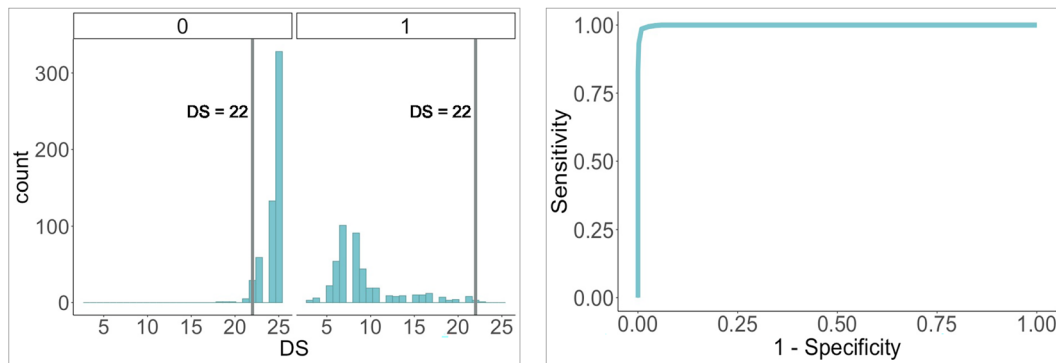 0 1
300
200
100
0
count
DS = 22 DS = 22
5 10 15 20 25 5 10 15 20 25
DS
1.00
0.75
0.50
0.25
0.00
Sensitivity
0.00 0.25 0.50 0.75 1.00
1 - Specificity